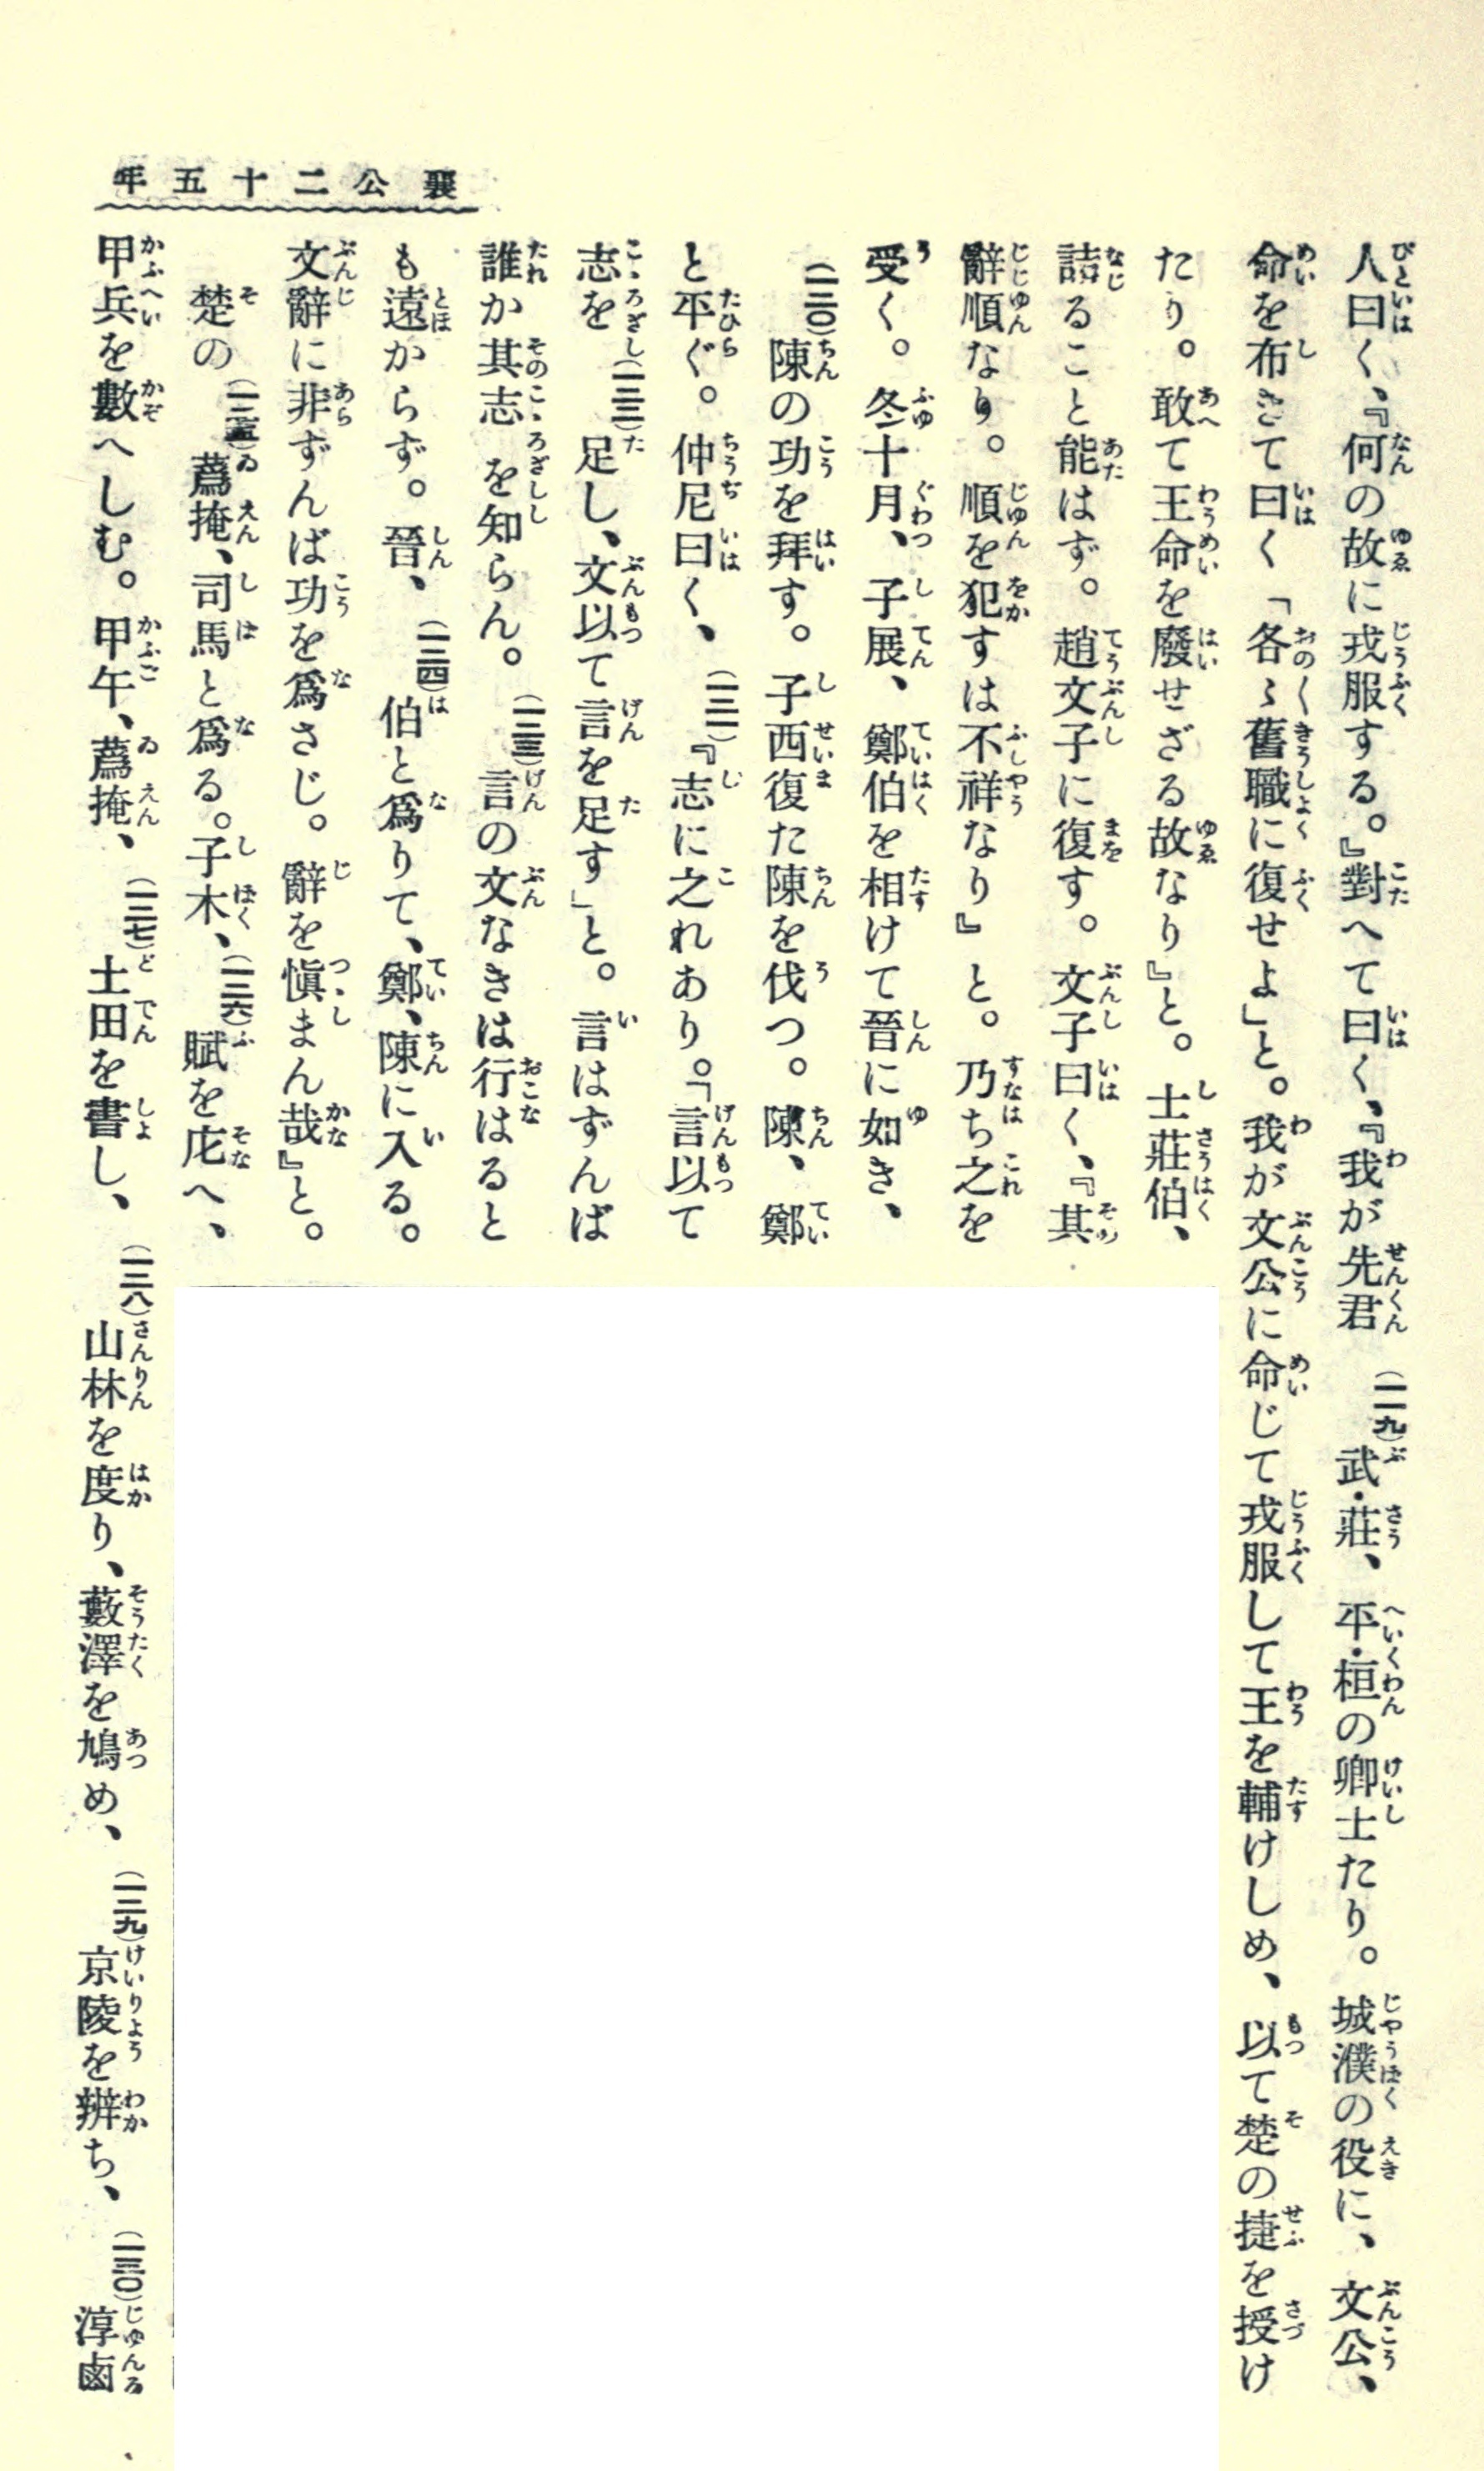 襄公二十五年
人曰く、『何の故に戎服する。』對へて曰く、『我が先君(一一九)武・莊、平・桓の卿士たり。城濮の役に、文公、
命を布きて曰く「各〻舊職に復せよ」と。我が文公に命じて戎服して王を輔けしめ、以て楚の捷を授け
たり。敢て王命を廢せざる故なり』と。士莊伯、
詰ること能はず。趙文子に復す。文子曰く、『其
辭順なり。順を犯すは不祥なり』と。乃ち之を
受く。冬十月、子展、鄭伯を相けて晉に如き、
(一二〇)陳の功を拜す。子西復た陳を伐つ。陳、鄭
と平ぐ。仲尼曰く、(一二一)『志に之れあり。「言以て
志を(一二二)足し、文以て言を足す」と。言はずんば
誰か其志を知らん。(一二三)言の文なきは行はると
も遠からず。晉、(一二四)伯と爲りて、鄭、陳に入る。
文辭に非ずんば功を爲さじ。辭を愼まん哉』と。
楚の(一二五)蔿掩、司馬と爲る。子木、(一二六)賦を庀へ、
甲兵を數へしむ。甲午、蔿掩、(一二七)土田を書し、(一二八)山林を度り、藪澤を鳩め、(一二九)京陵を辨ち、(一三〇)淳鹵